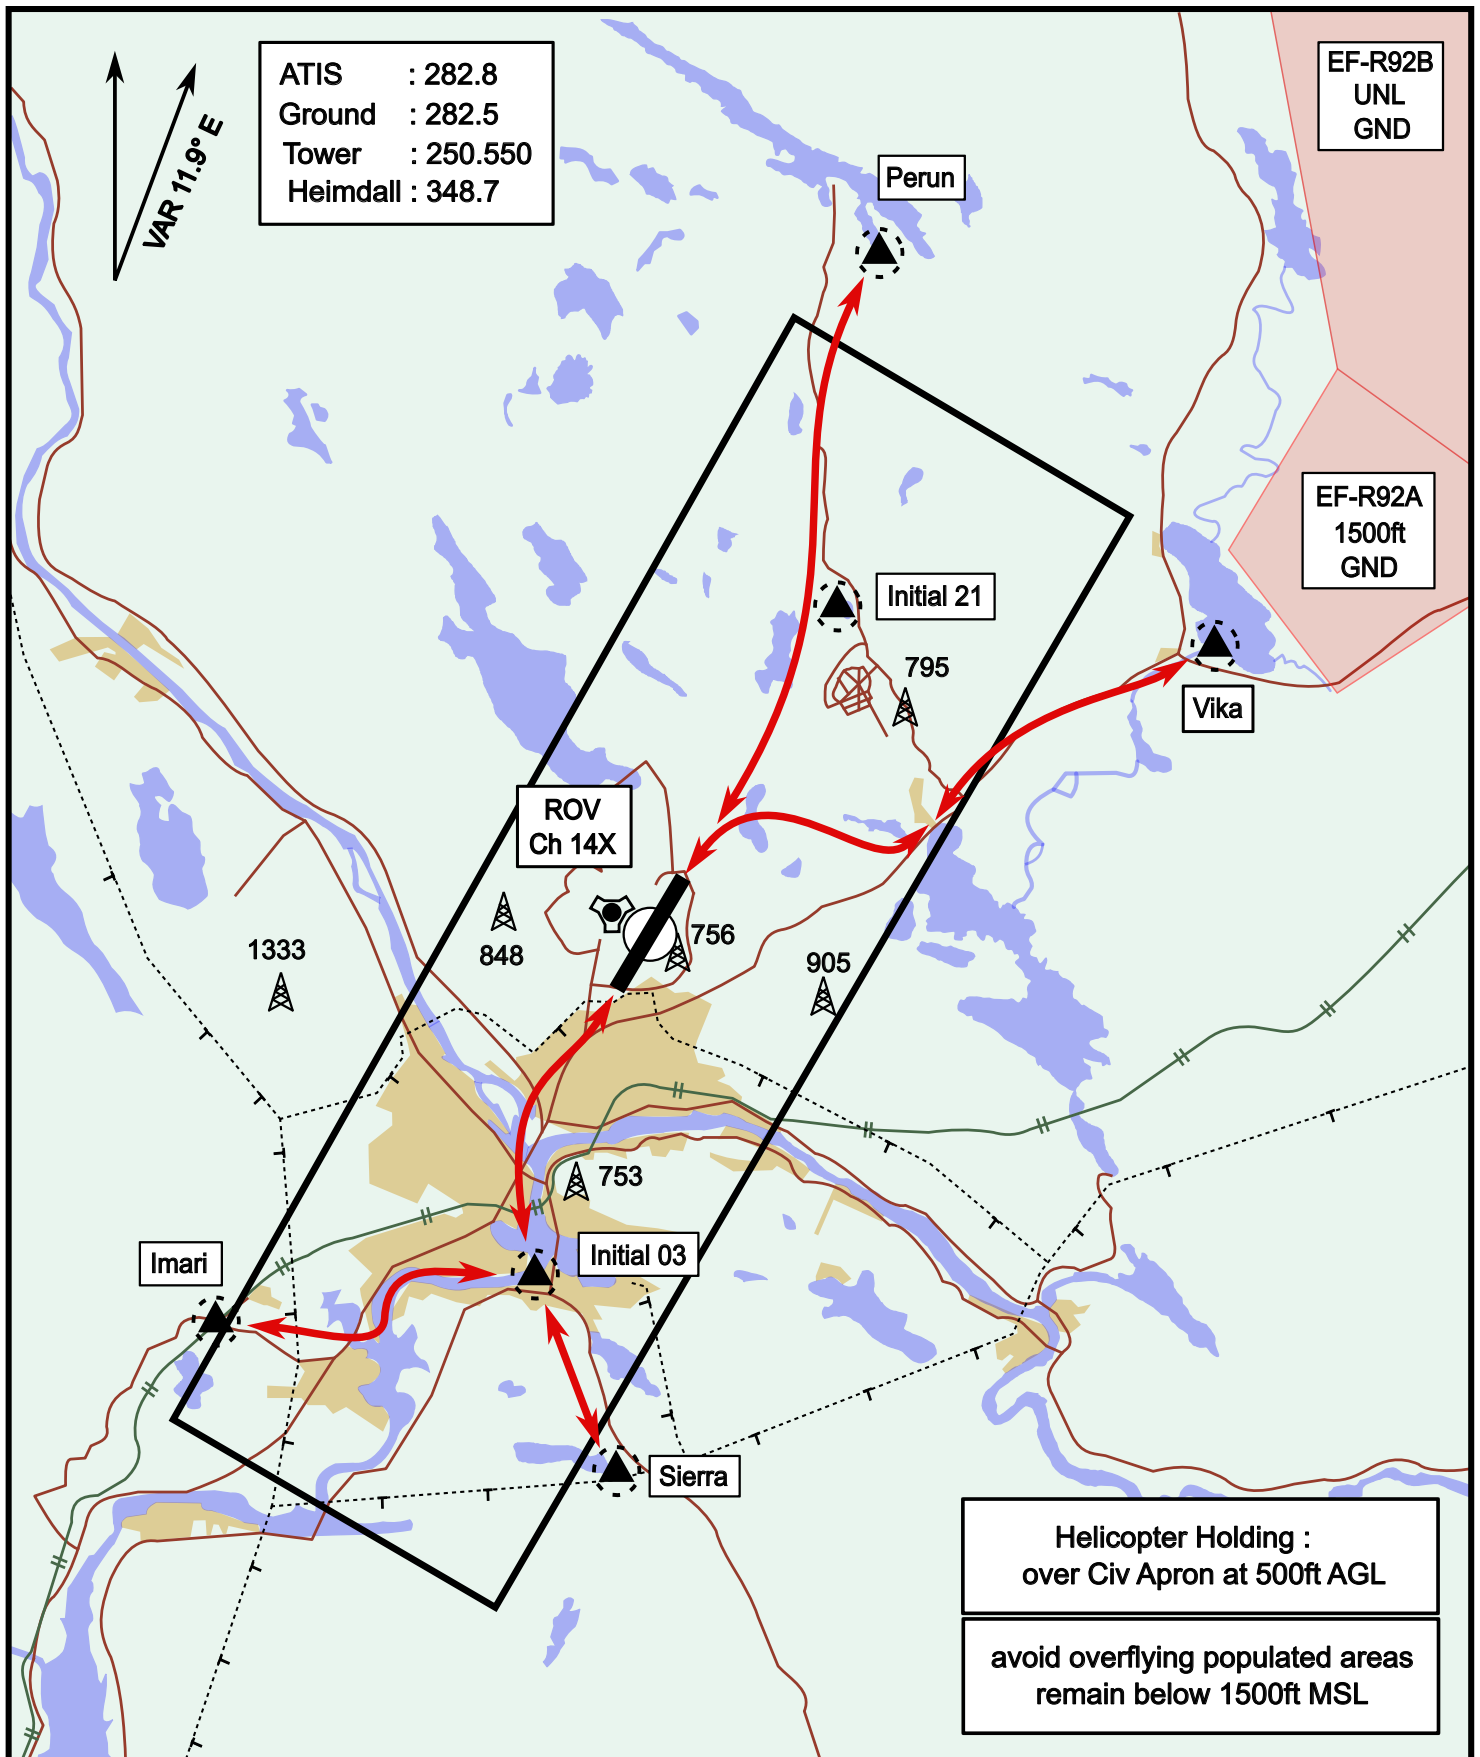 VAR 11.9° E
ATIS : 282.8
Ground : 282.5
Tower : 250.550
Heimdall : 348.7
EF-R92B
UNL
GND
Perun
EF-R92A
1500ft
GND
Initial 21
795
Vika
ROV
Ch 14X
848
756
1333
905
753
Imari
Initial 03
Sierra
Helicopter Holding :
over Civ Apron at 500ft AGL
avoid overflying populated areas
remain below 1500ft MSL